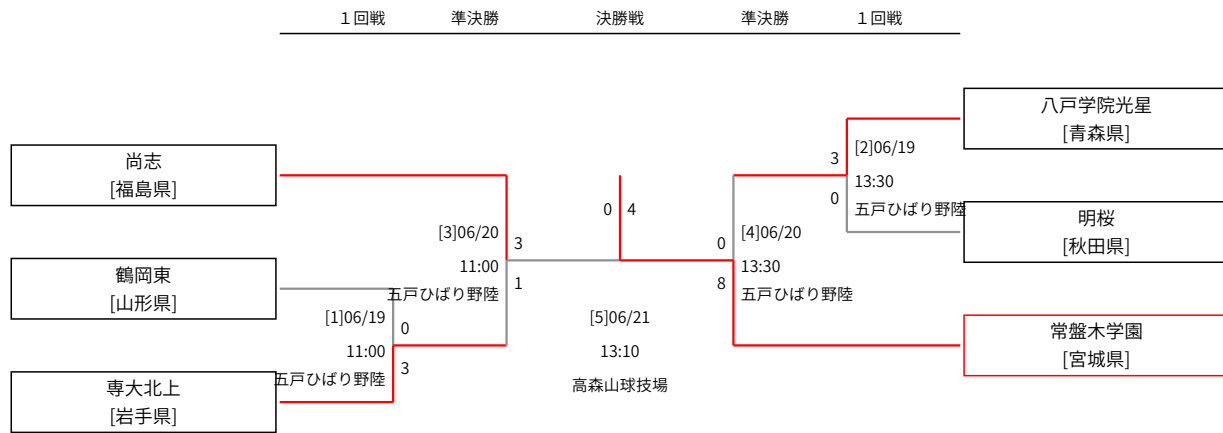 １回戦 準決勝 決勝戦 準決勝 １回戦
八戸学院光星
[青森県]
尚志
[福島県]
3
[2]06/19
13:30
0
五戸ひばり野陸
明桜
[秋田県]
0 4
[3]06/20
3
11:00
1
五戸ひばり野陸
0
[4]06/20
13:30
8
五戸ひばり野陸
鶴岡東
[山形県]
[1]06/19
0
11:00
3
五戸ひばり野陸
[5]06/21
13:10
高森山球技場
常盤木学園
[宮城県]
専大北上
[岩手県]